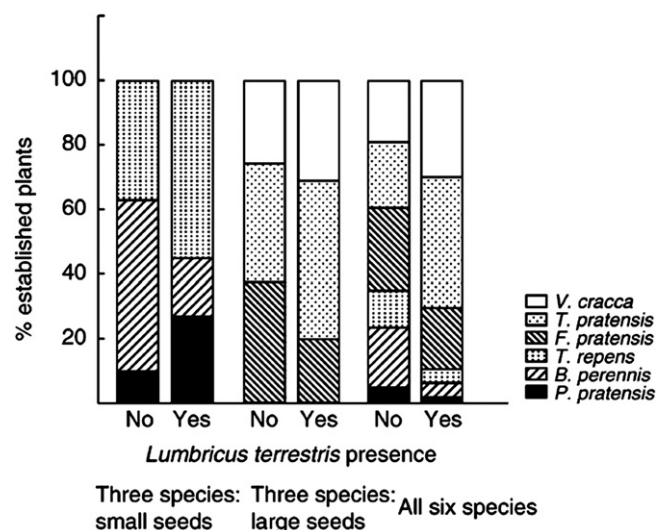 % established plants
100
80
60
40
20
No Yes No Yes No Yes
Lumbricus terrestris presence
Three species:
small seeds
Three species:
large seeds
All six species
V. cracca
T. pratensis
F. pratensis
T. repens
B. perennis
P. pratensis